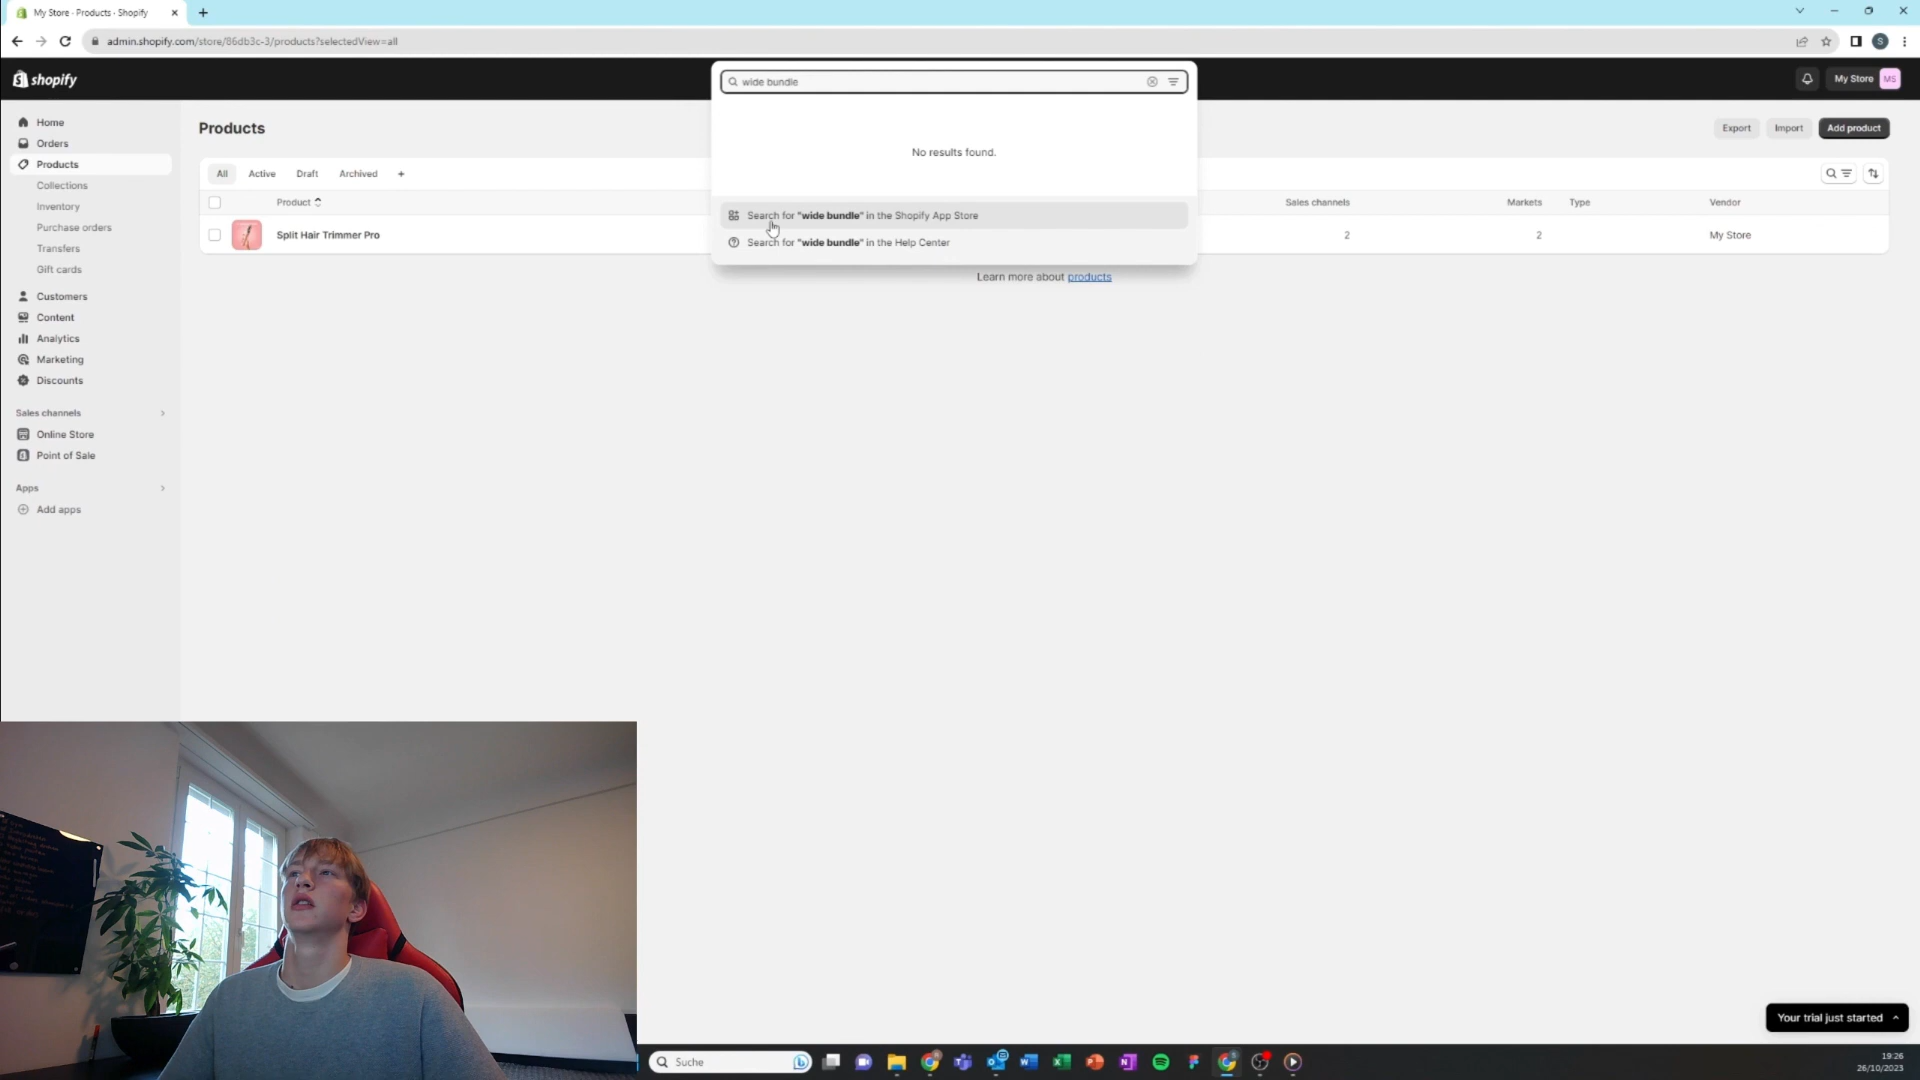 My Store · Products · Shopify
admin.shopify.com/store/86db3c-3/products?selectedView=all
S
shopify
wide bundle
My Store MS
No results found.
Search for "wide bundle" in the Shopify App Store
Search for "wide bundle" in the Help Center
Home
Orders
Products
Collections
Inventory
Purchase orders
Transfers
Gift cards
Customers
Content
Analytics
Marketing
Discounts
Sales channels
Online Store
Point of Sale
Apps
Add apps
Products
Export Import Add product
All Active Draft Archived +
Product Sales channels Markets Type Vendor
Split Hair Trimmer Pro 2 2 My Store
Learn more about products
Your trial just started
Suche
19:26
26/10/2023